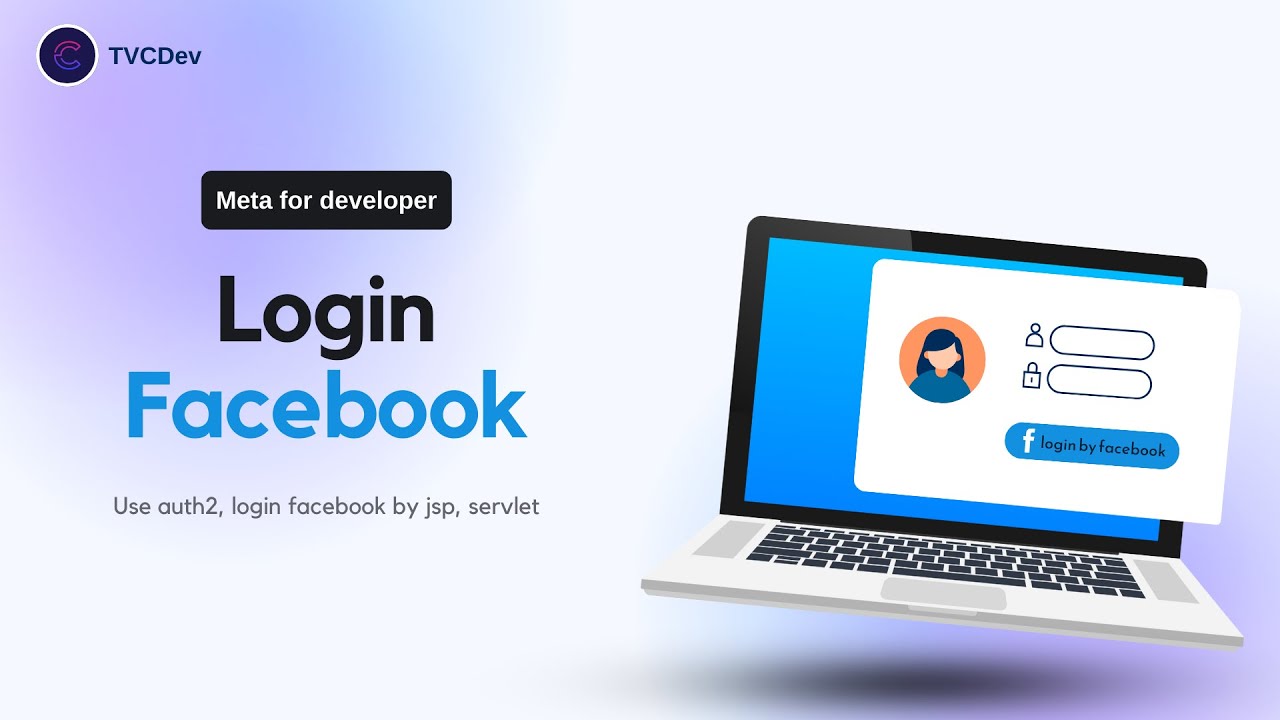 TVCDev
Meta for developer
Login
Facebook
Use auth2, login facebook by jsp, servlet
login by facebook